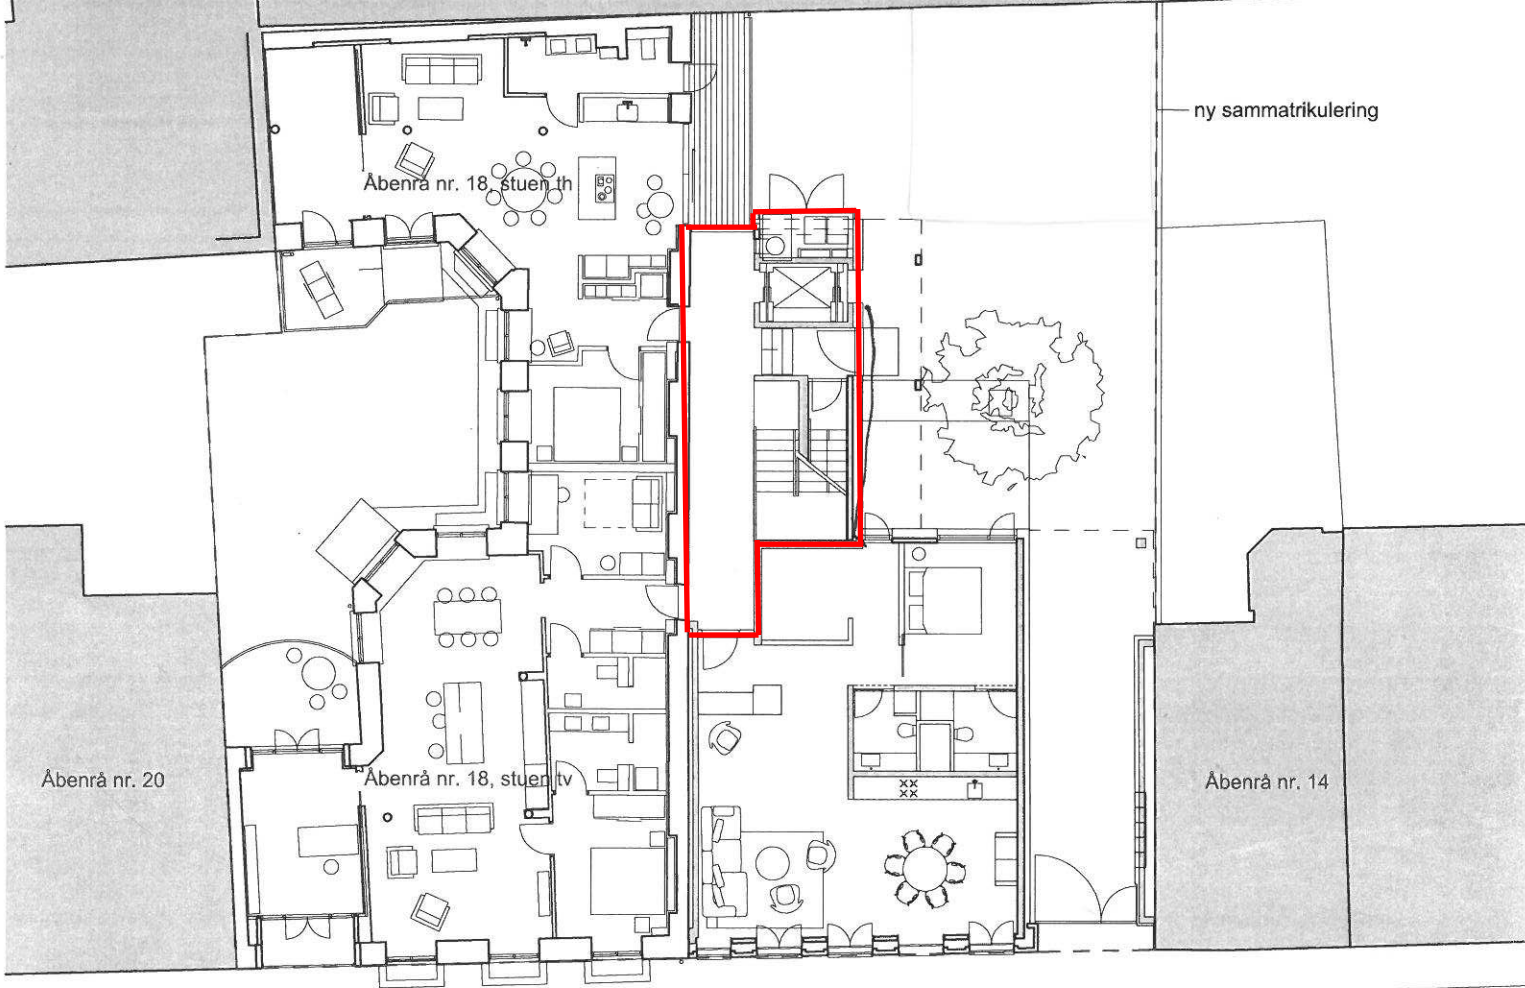 ny sammatrikulering
Åbenrå nr. 18, stuen th
Åbenrå nr. 20
Åbenrå nr. 18, stuen tv
Åbenrå nr. 14